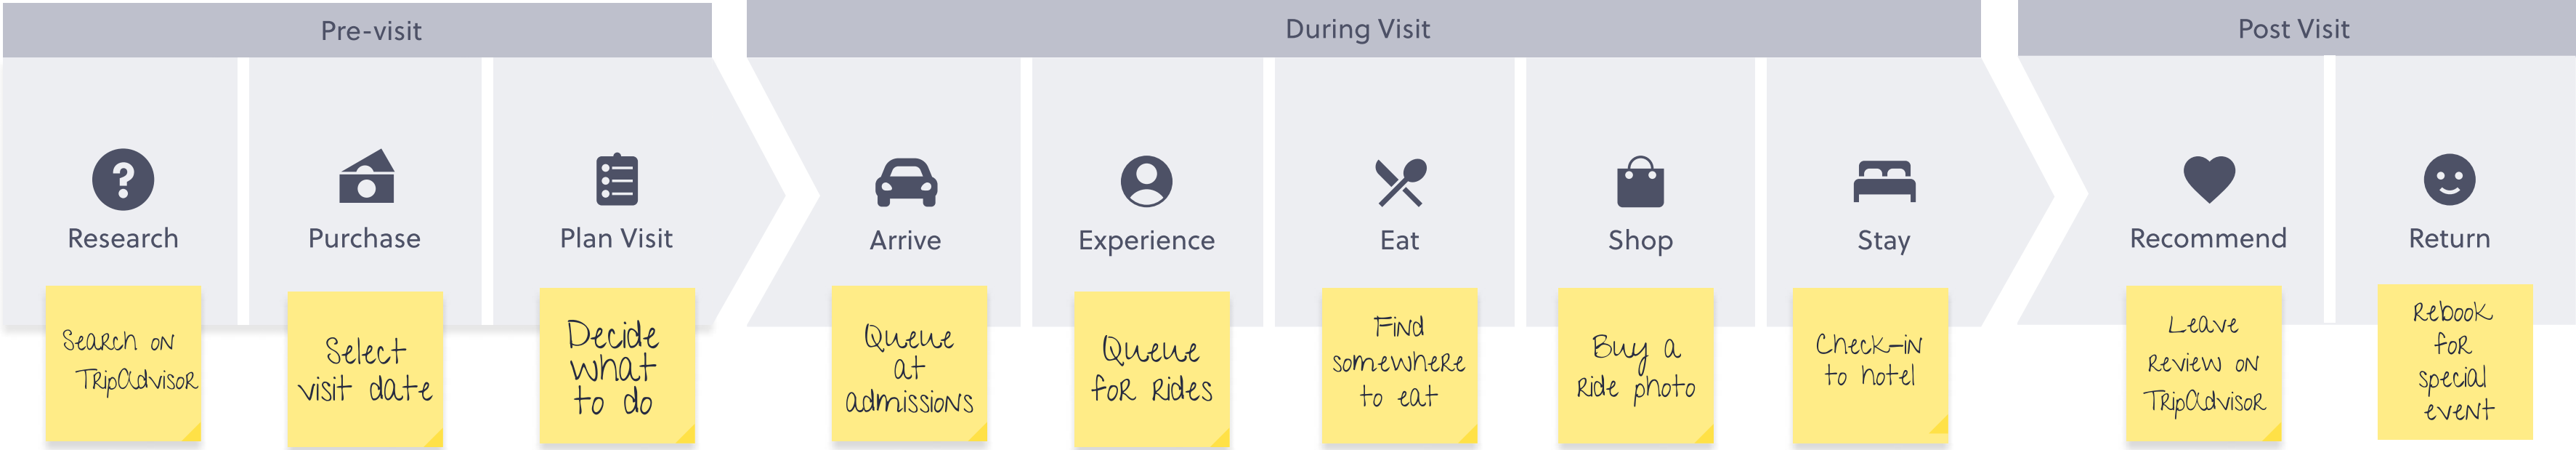 Pre-visit
During Visit
Post Visit
Research
Purchase
Plan Visit
Arrive
Experience
Eat
Shop
Stay
Recommend
Return
Search on
TripAdvisor
Select
visit date
Decide
what
to do
Queue
at
admissions
Queue
for rides
Find
somewhere
to eat
Buy a
ride photo
Check-in
to hotel
Leave
review on
TripAdvisor
Rebook
for
special
event